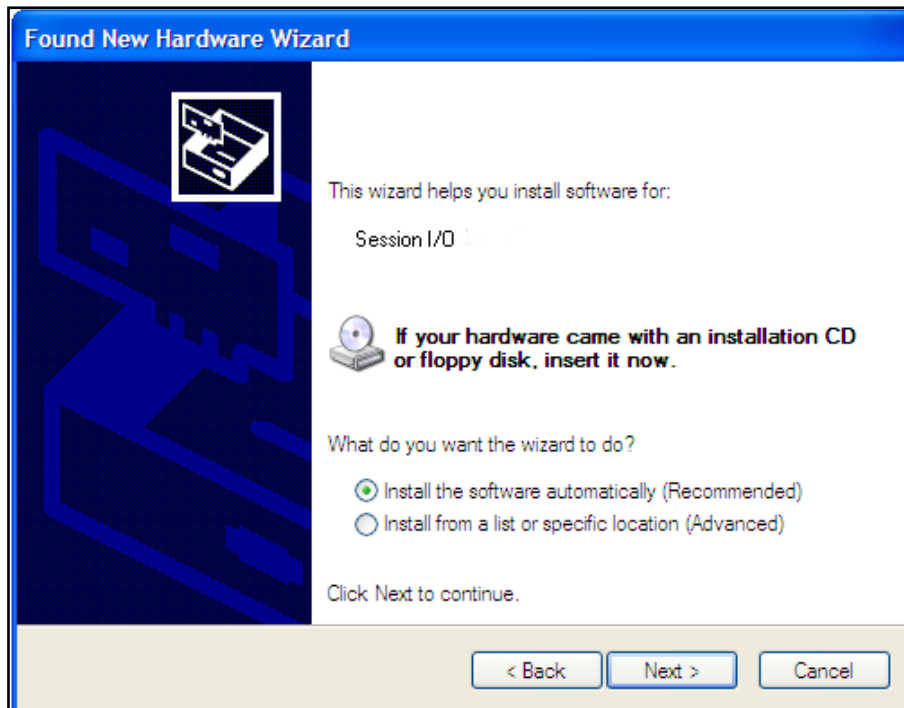 Found New Hardware Wizard
This wizard helps you install software for:
Session I/O
If your hardware came with an installation CD
or floppy disk, insert it now.
What do you want the wizard to do?
Install the software automatically (Recommended)
Install from a list or specific location (Advanced)
Click Next to continue.
< Back Next > Cancel